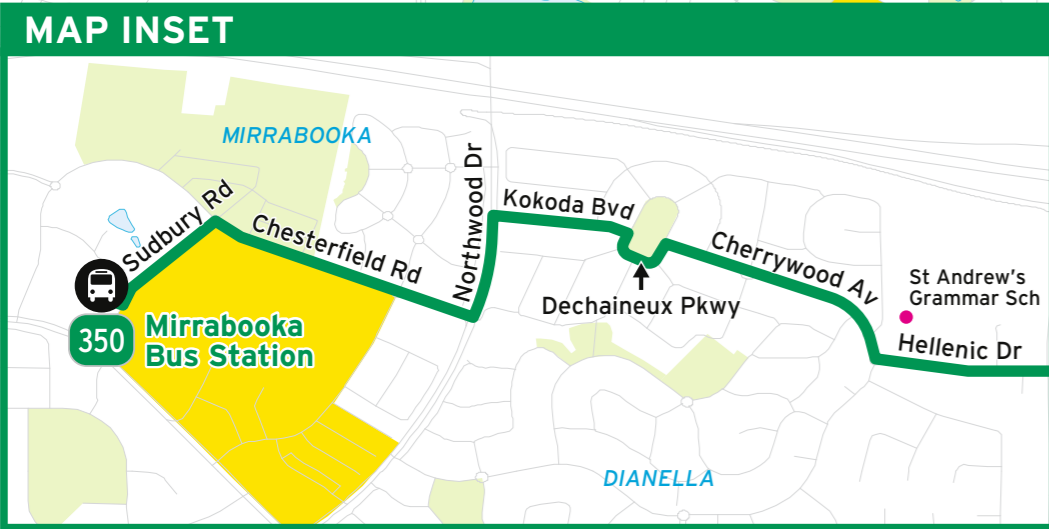 MAP INSET
MIRRABOOKA
Sudbury Rd
Chesterfield Rd
Northwood Dr
Kokoda Bvd
Dechaineux Pkwy
Cherrywood Av
St Andrew's
Grammar Sch
Hellenic Dr
350
Mirrabooka
Bus Station
DIANELLA